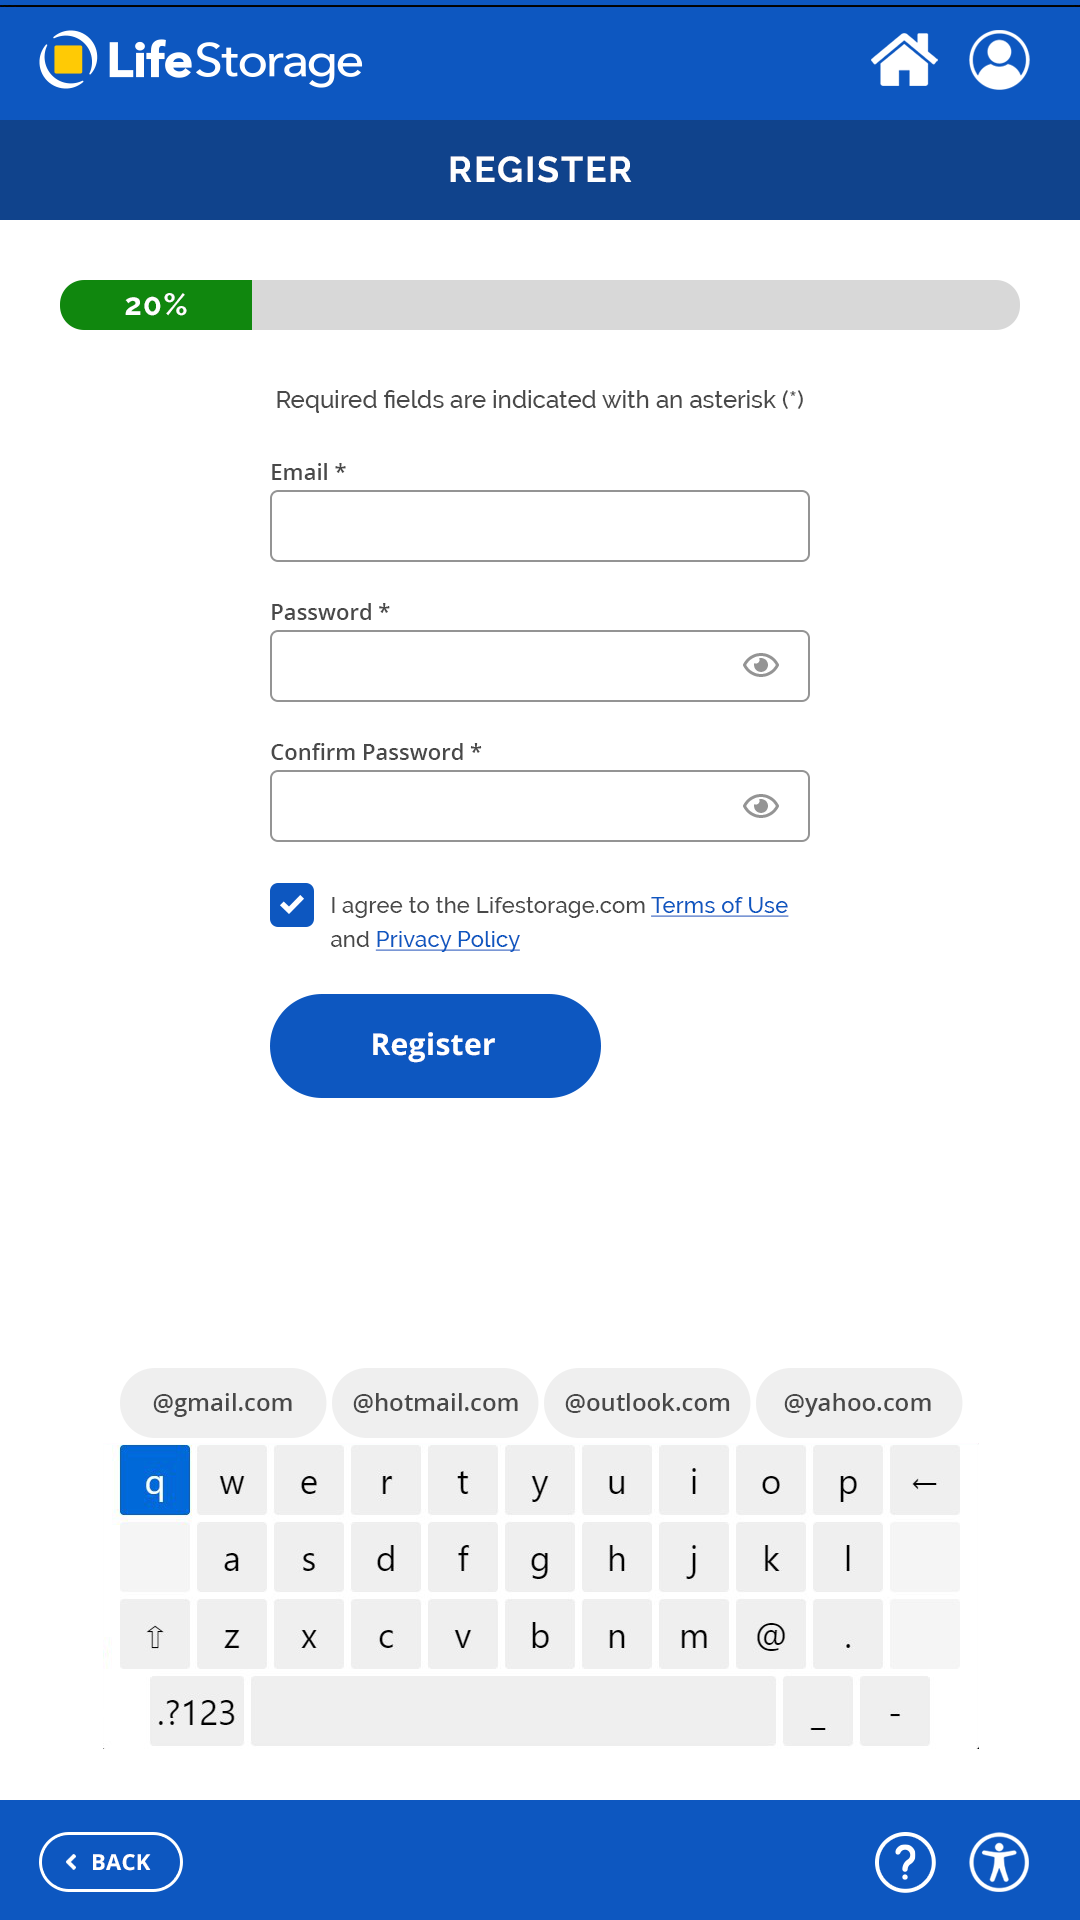 LifeStorage
REGISTER
20%
Required fields are indicated with an asterisk (*)
Email *
Password *
Confirm Password *
I agree to the Lifestorage.com Terms of Use
and Privacy Policy
Register
@gmail.com @hotmail.com @outlook.com @yahoo.com
q w e r t y u i o p ←
a s d f g h j k l
⇧ z x c v b n m @ .
.?123 _ -
BACK ?